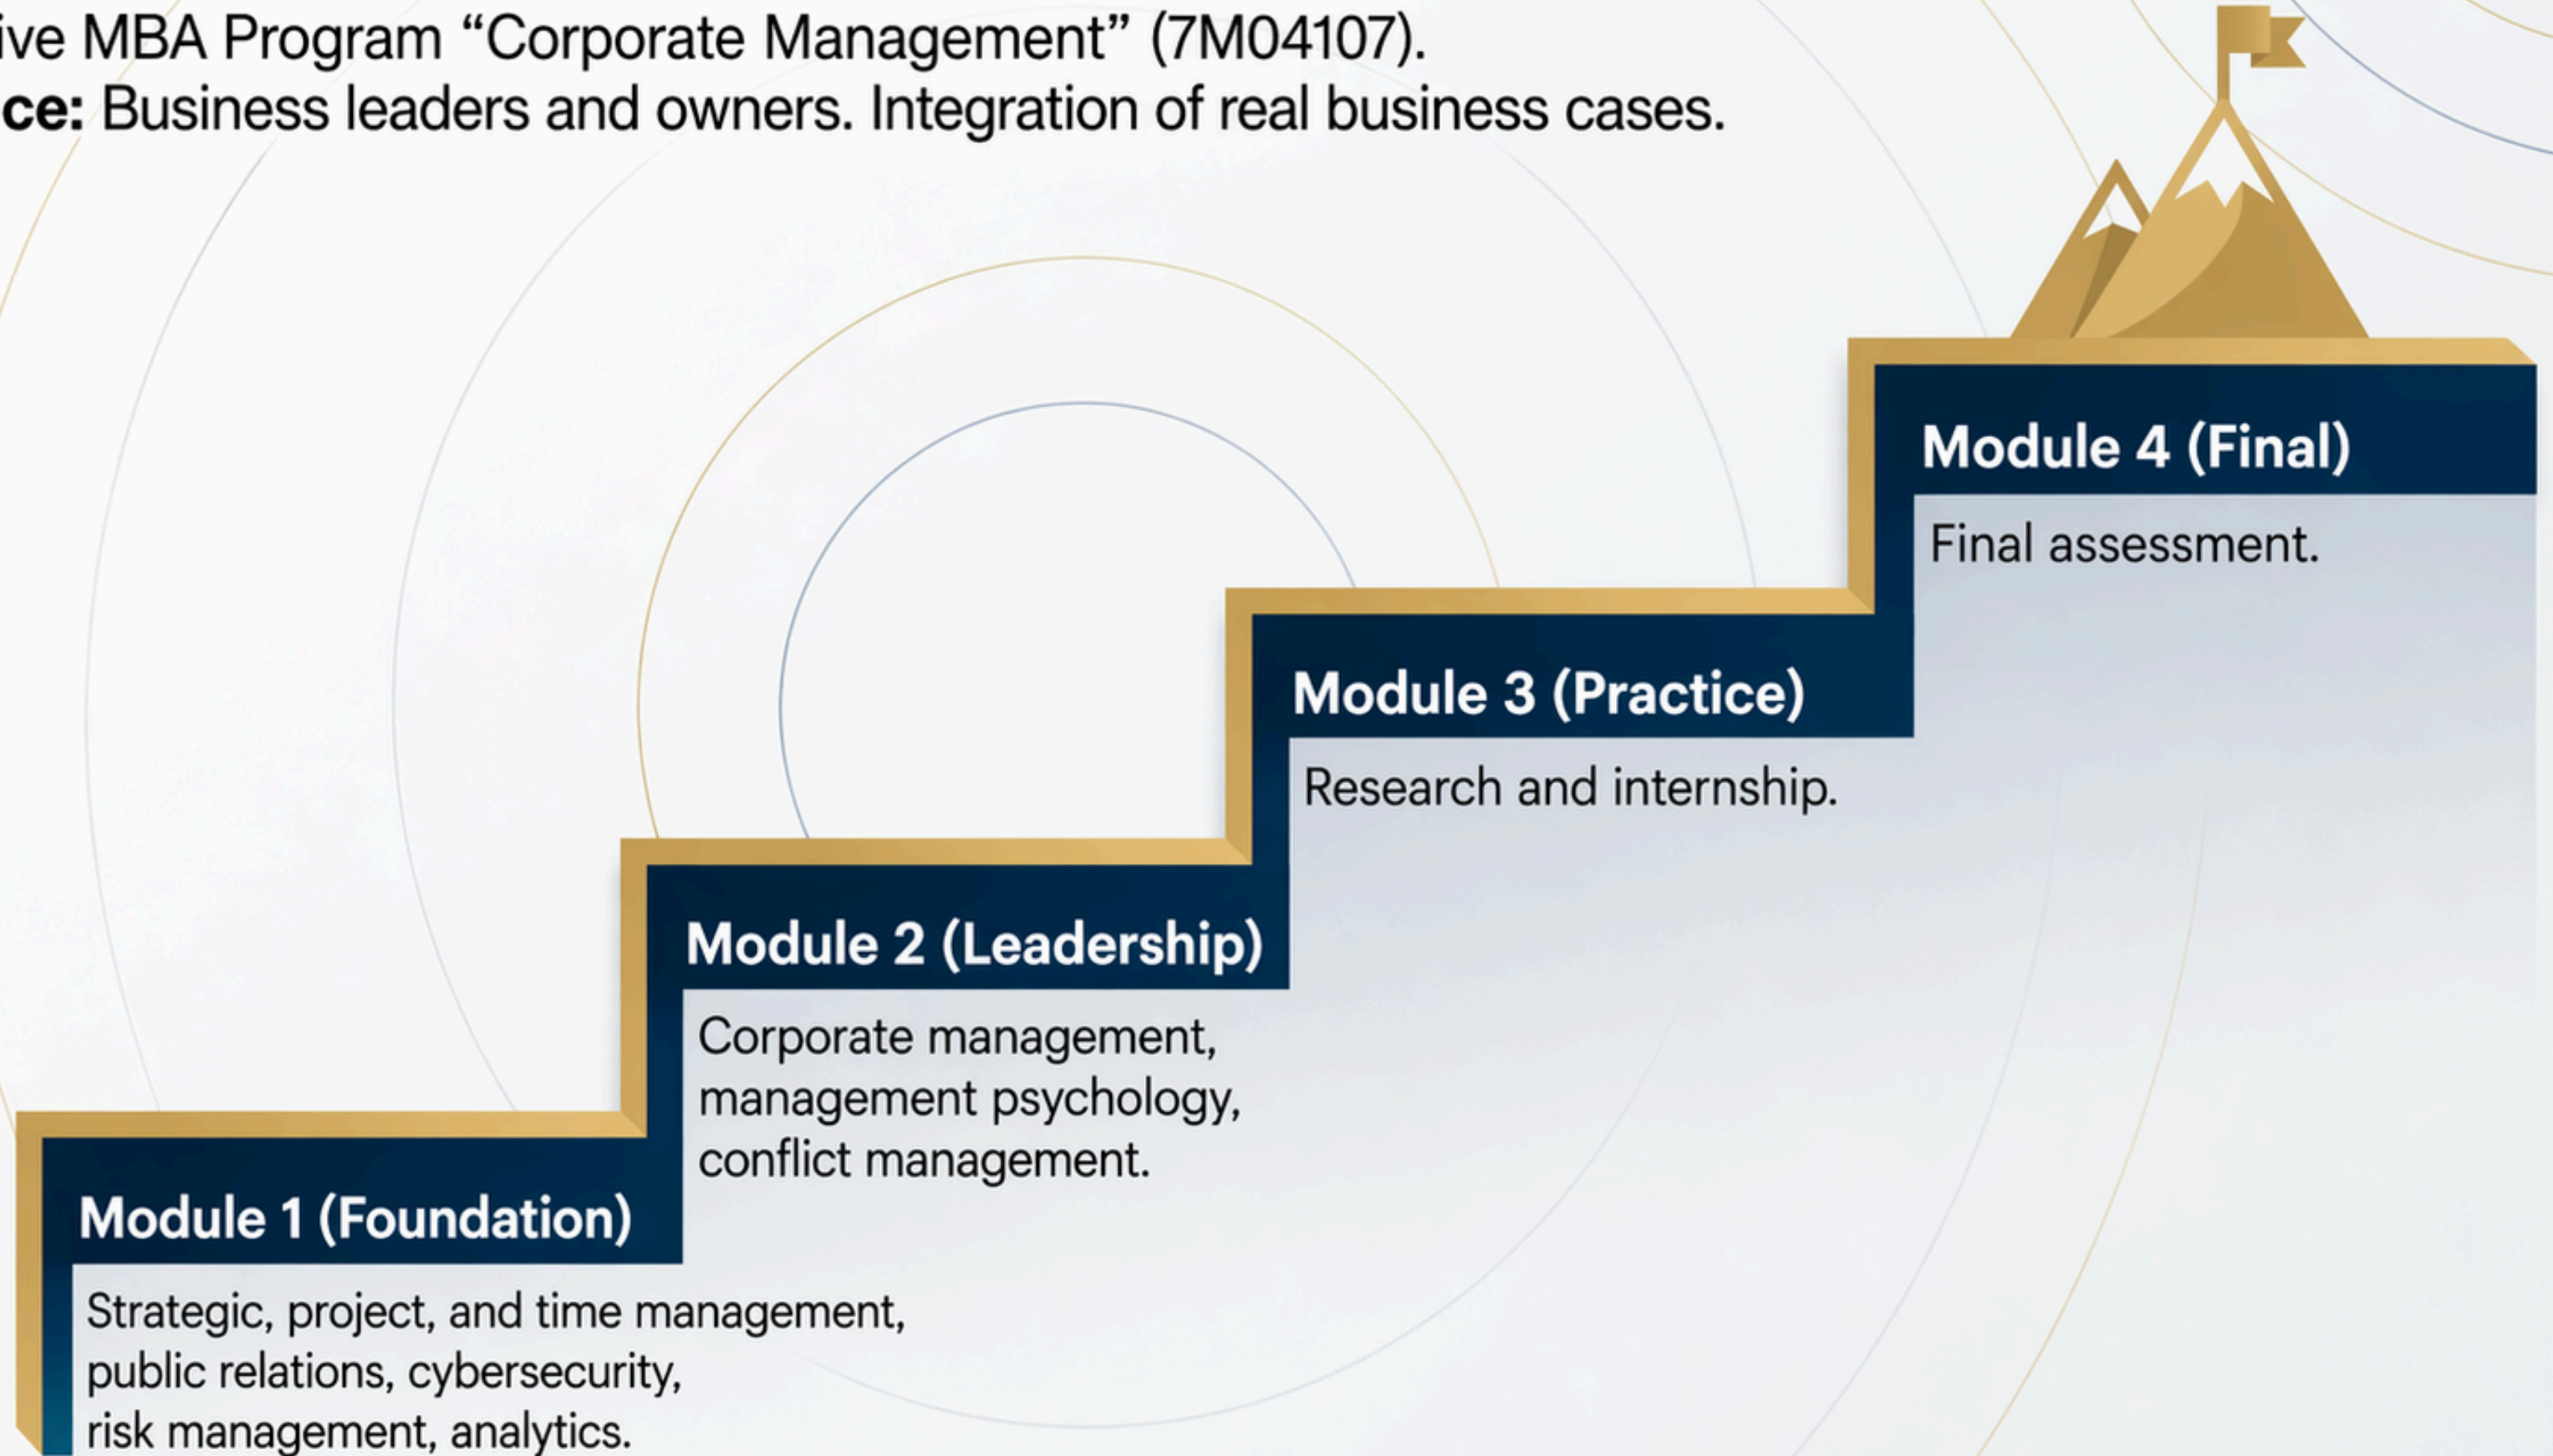 ive MBA Program “Corporate Management” (7M04107).
ce: Business leaders and owners. Integration of real business cases.
Module 4 (Final)
Final assessment.
Module 3 (Practice)
Research and internship.
Module 2 (Leadership)
Corporate management,
management psychology,
conflict management.
Module 1 (Foundation)
Strategic, project, and time management,
public relations, cybersecurity,
risk management, analytics.